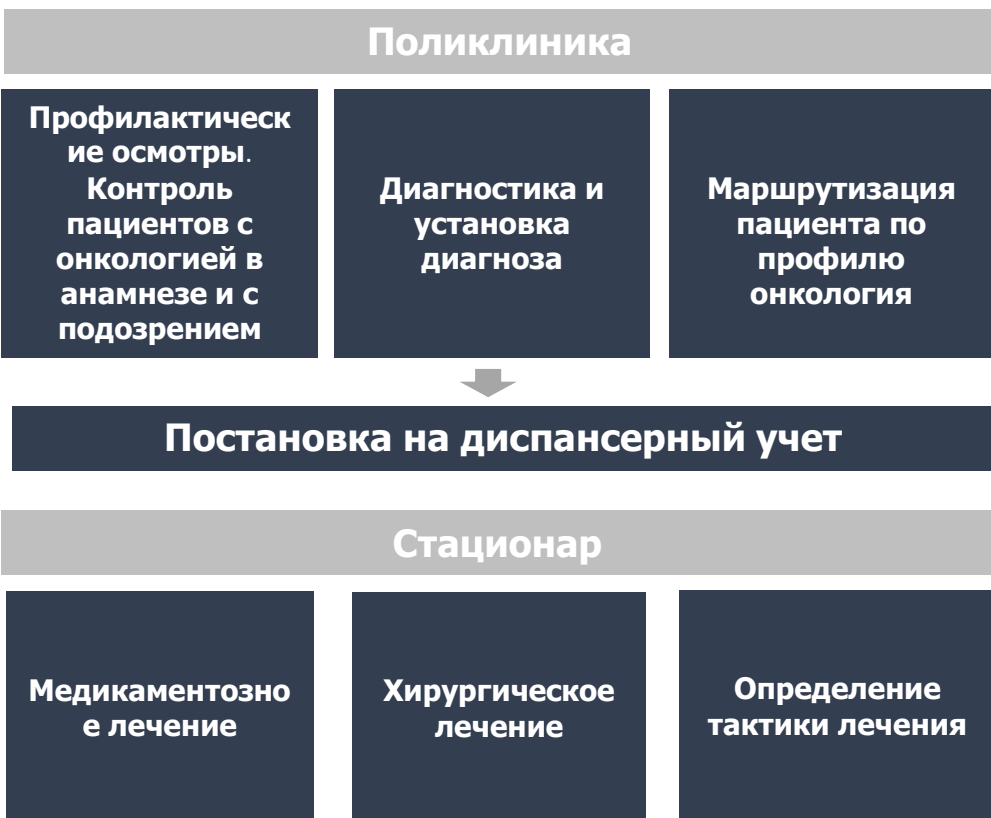 Поликлиника
Профилактическ
ие осмотры.
Контроль
пациентов с
онкологией в
анамнезе и с
подозрением
Диагностика и
установка
диагноза
Маршрутизация
пациента по
профилю
онкология
Постановка на диспансерный учет
Стационар
Медикаментозно
е лечение
Хирургическое
лечение
Определение
тактики лечения